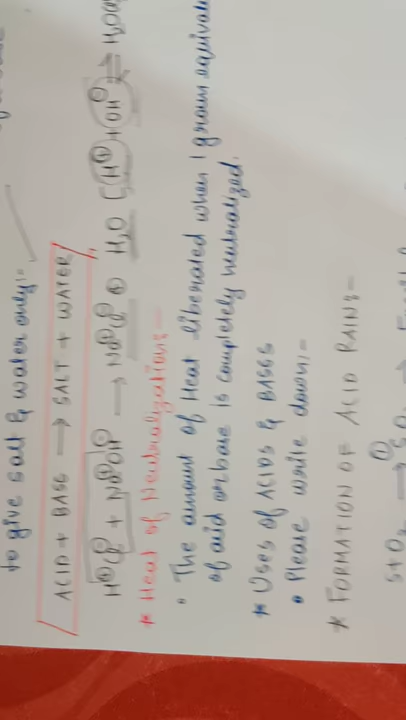 to give salt & water only:-
ACID + BASE → SALT + WATER
H⊕Cl⊖ + Na⊕OH⊖ → Na⊕Cl⊖ + H₂O [H⊕ + OH⊖ ⇌ H₂O
* Heat of Neutralization:-
• The amount of Heat liberated when 1 gram equival
of acid or base is completely neutralized.
* USES OF ACIDS & BASES
• Please write down:-
* FORMATION OF ACID RAIN:-
S + O₂ →